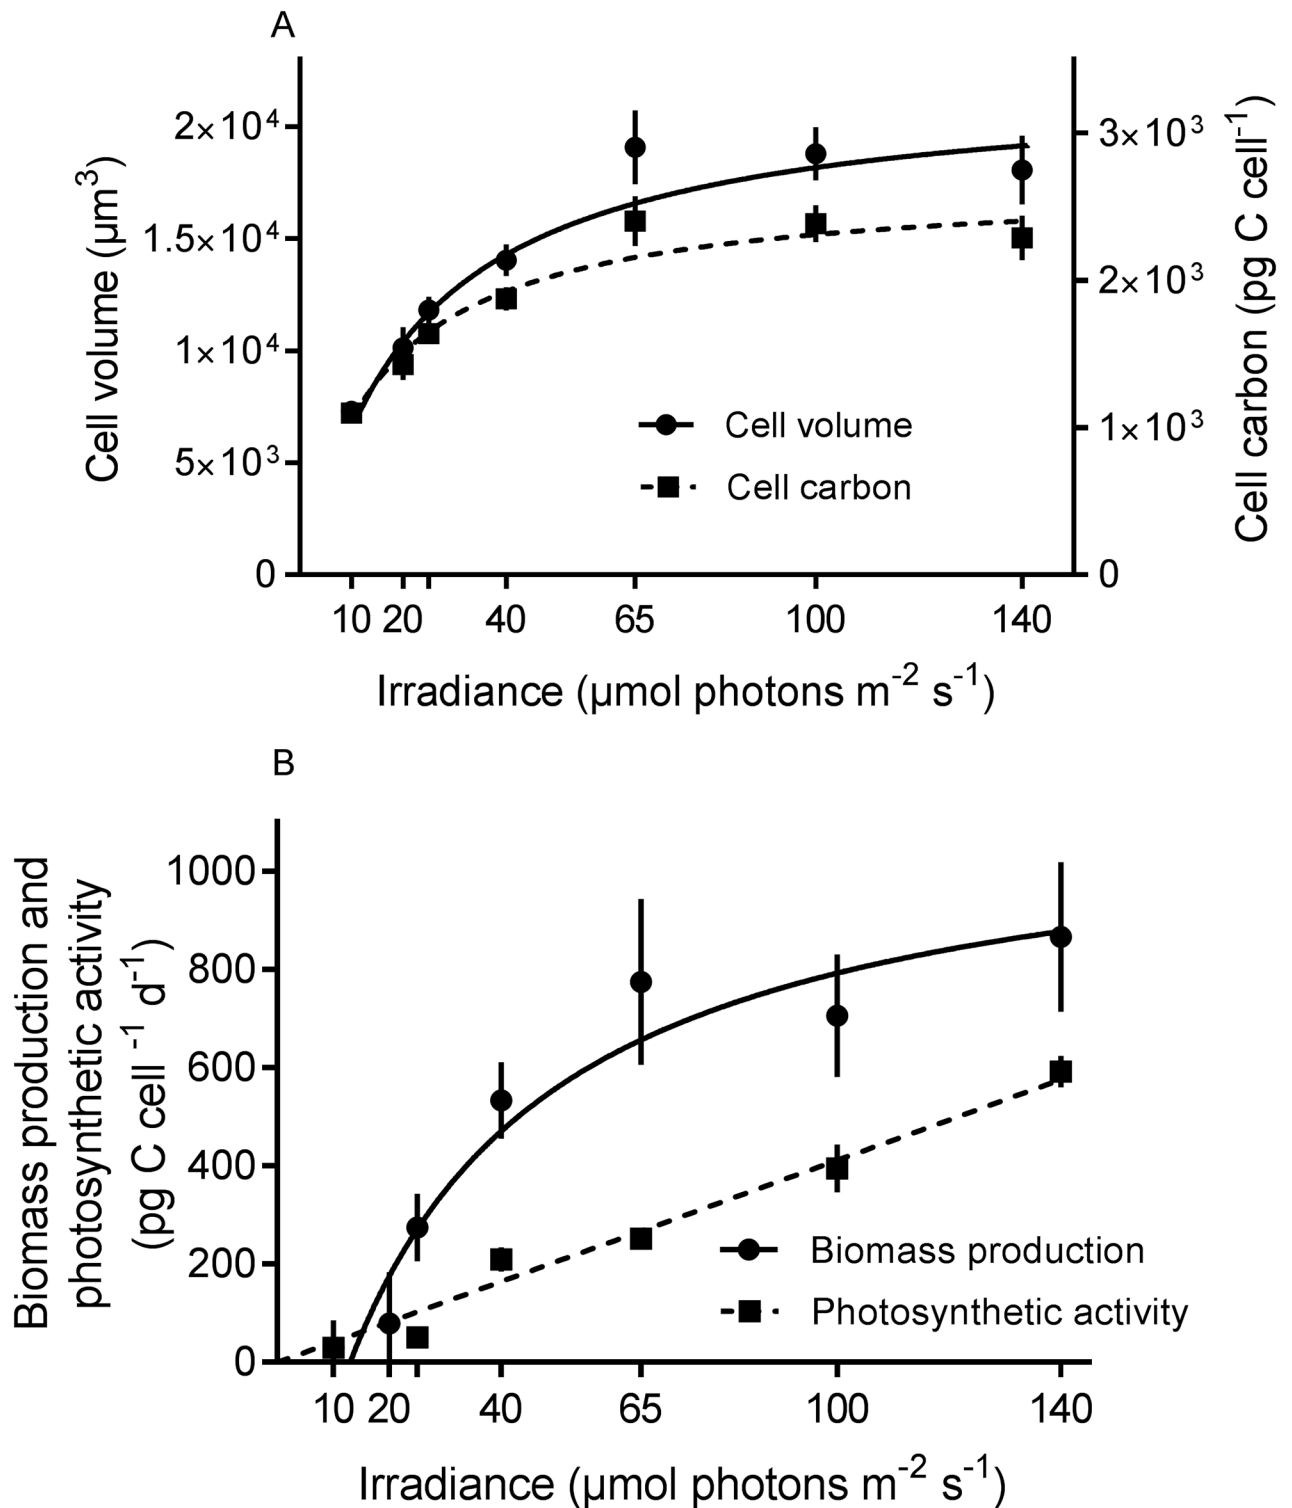 A
Cell volume (µm³)
2×10⁴
1.5×10⁴
1×10⁴
5×10³
0
3×10³
2×10³
1×10³
0
Cell carbon (pg C cell⁻¹)
Cell volume
Cell carbon
10 20 40 65 100 140
Irradiance (µmol photons m⁻² s⁻¹)
B
Biomass production and
photosynthetic activity
(pg C cell ⁻¹ d⁻¹)
1000
800
600
400
200
0
Biomass production
Photosynthetic activity
10 20 40 65 100 140
Irradiance (µmol photons m⁻² s⁻¹)